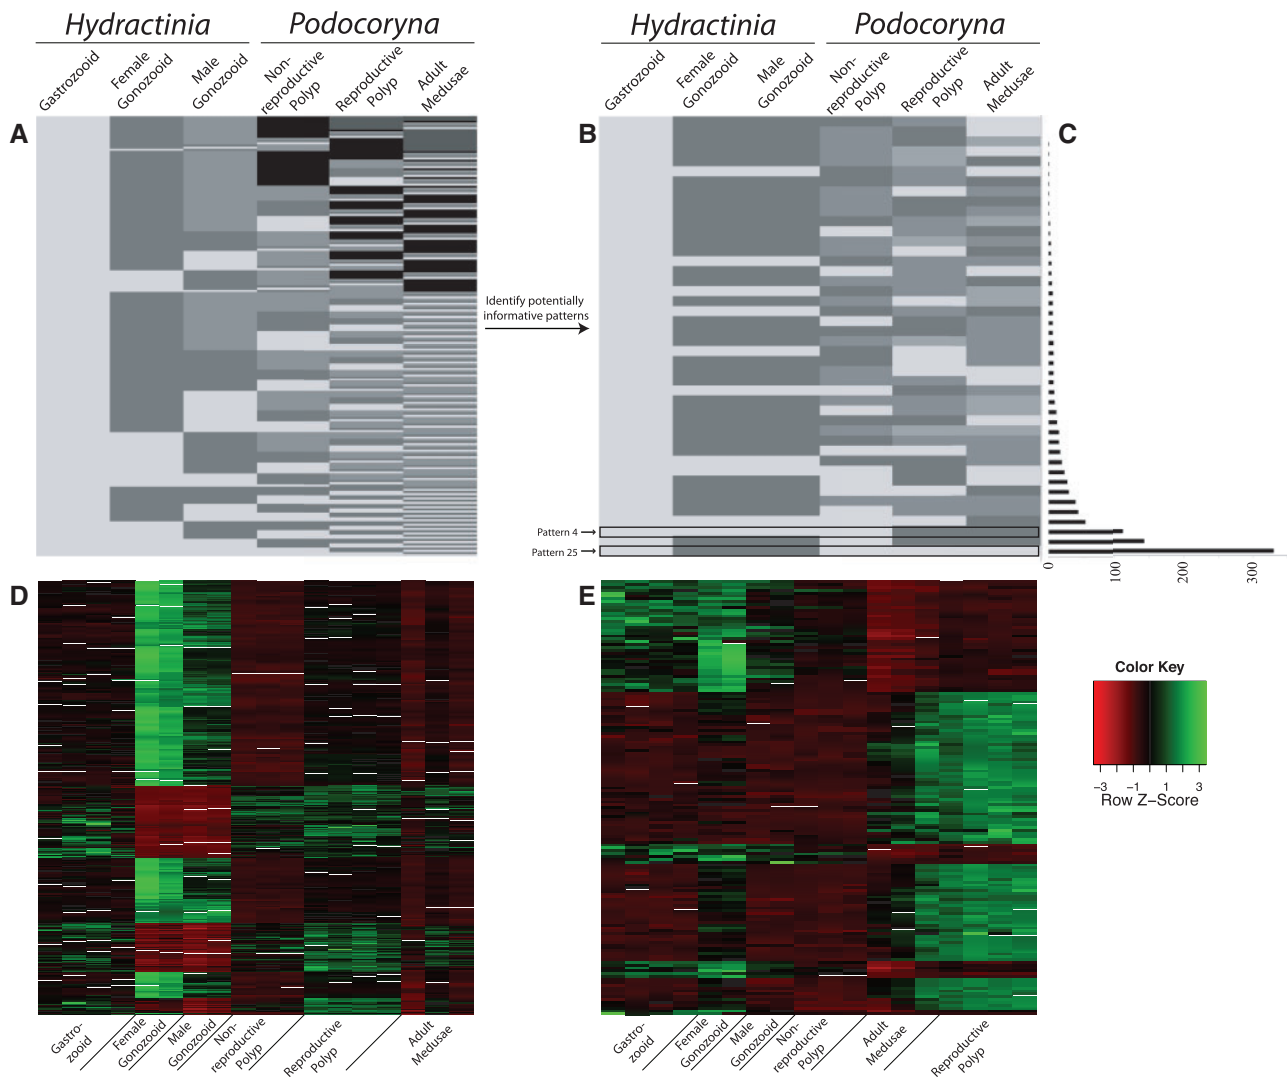 Hydractinia
Podocoryna
Hydractinia
Podocoryna
Gastrozooid
Female
Gonozooid
Male
Gonozooid
Non-
reproductive
Polyp
Reproductive
Polyp
Adult
Medusae
Gastrozooid
Female
Gonozooid
Male
Gonozooid
Non-
reproductive
Polyp
Reproductive
Polyp
Adult
Medusae
A
B
C
Identify potentially
informative patterns
Pattern 4
Pattern 25
0
100
200
300
D
E
Color Key
−3 −1 1 3
Row Z−Score
Gastro-
zooid
Female
Gonozooid
Male
Gonozooid
Non-
reproductive
Polyp
Reproductive
Polyp
Adult
Medusae
Gastro-
zooid
Female
Gonozooid
Male
Gonozooid
Non-
reproductive
Polyp
Adult
Medusae
Reproductive
Polyp